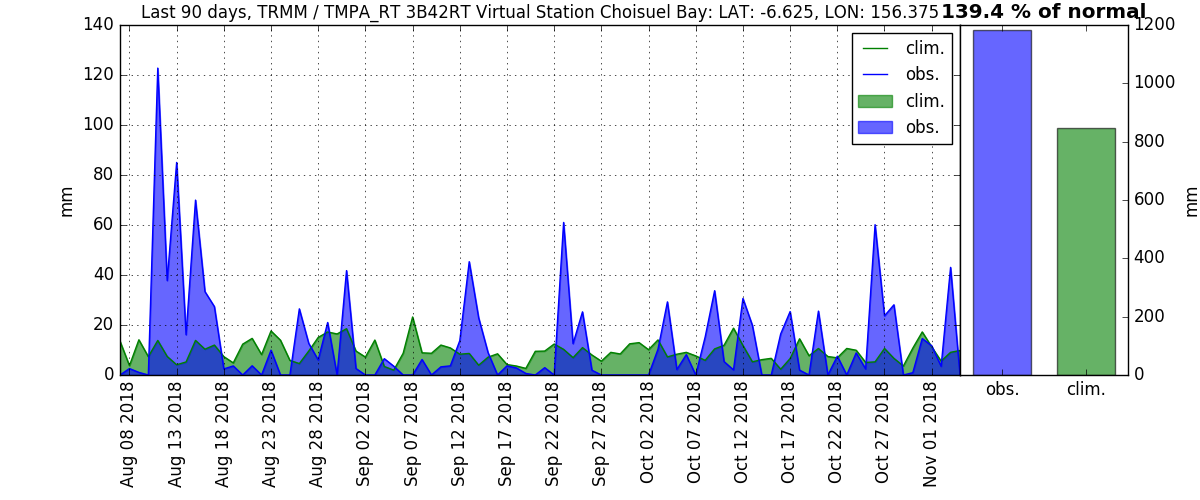 Last 90 days, TRMM / TMPA_RT 3B42RT Virtual Station Choisuel Bay: LAT: -6.625, LON: 156.375
139.4 % of normal
mm
140
120
100
80
60
40
20
0
clim.
obs.
clim.
obs.
1200
1000
800
600
400
200
0
mm
Aug 08 2018
Aug 13 2018
Aug 18 2018
Aug 23 2018
Aug 28 2018
Sep 02 2018
Sep 07 2018
Sep 12 2018
Sep 17 2018
Sep 22 2018
Sep 27 2018
Oct 02 2018
Oct 07 2018
Oct 12 2018
Oct 17 2018
Oct 22 2018
Oct 27 2018
Nov 01 2018
obs.
clim.